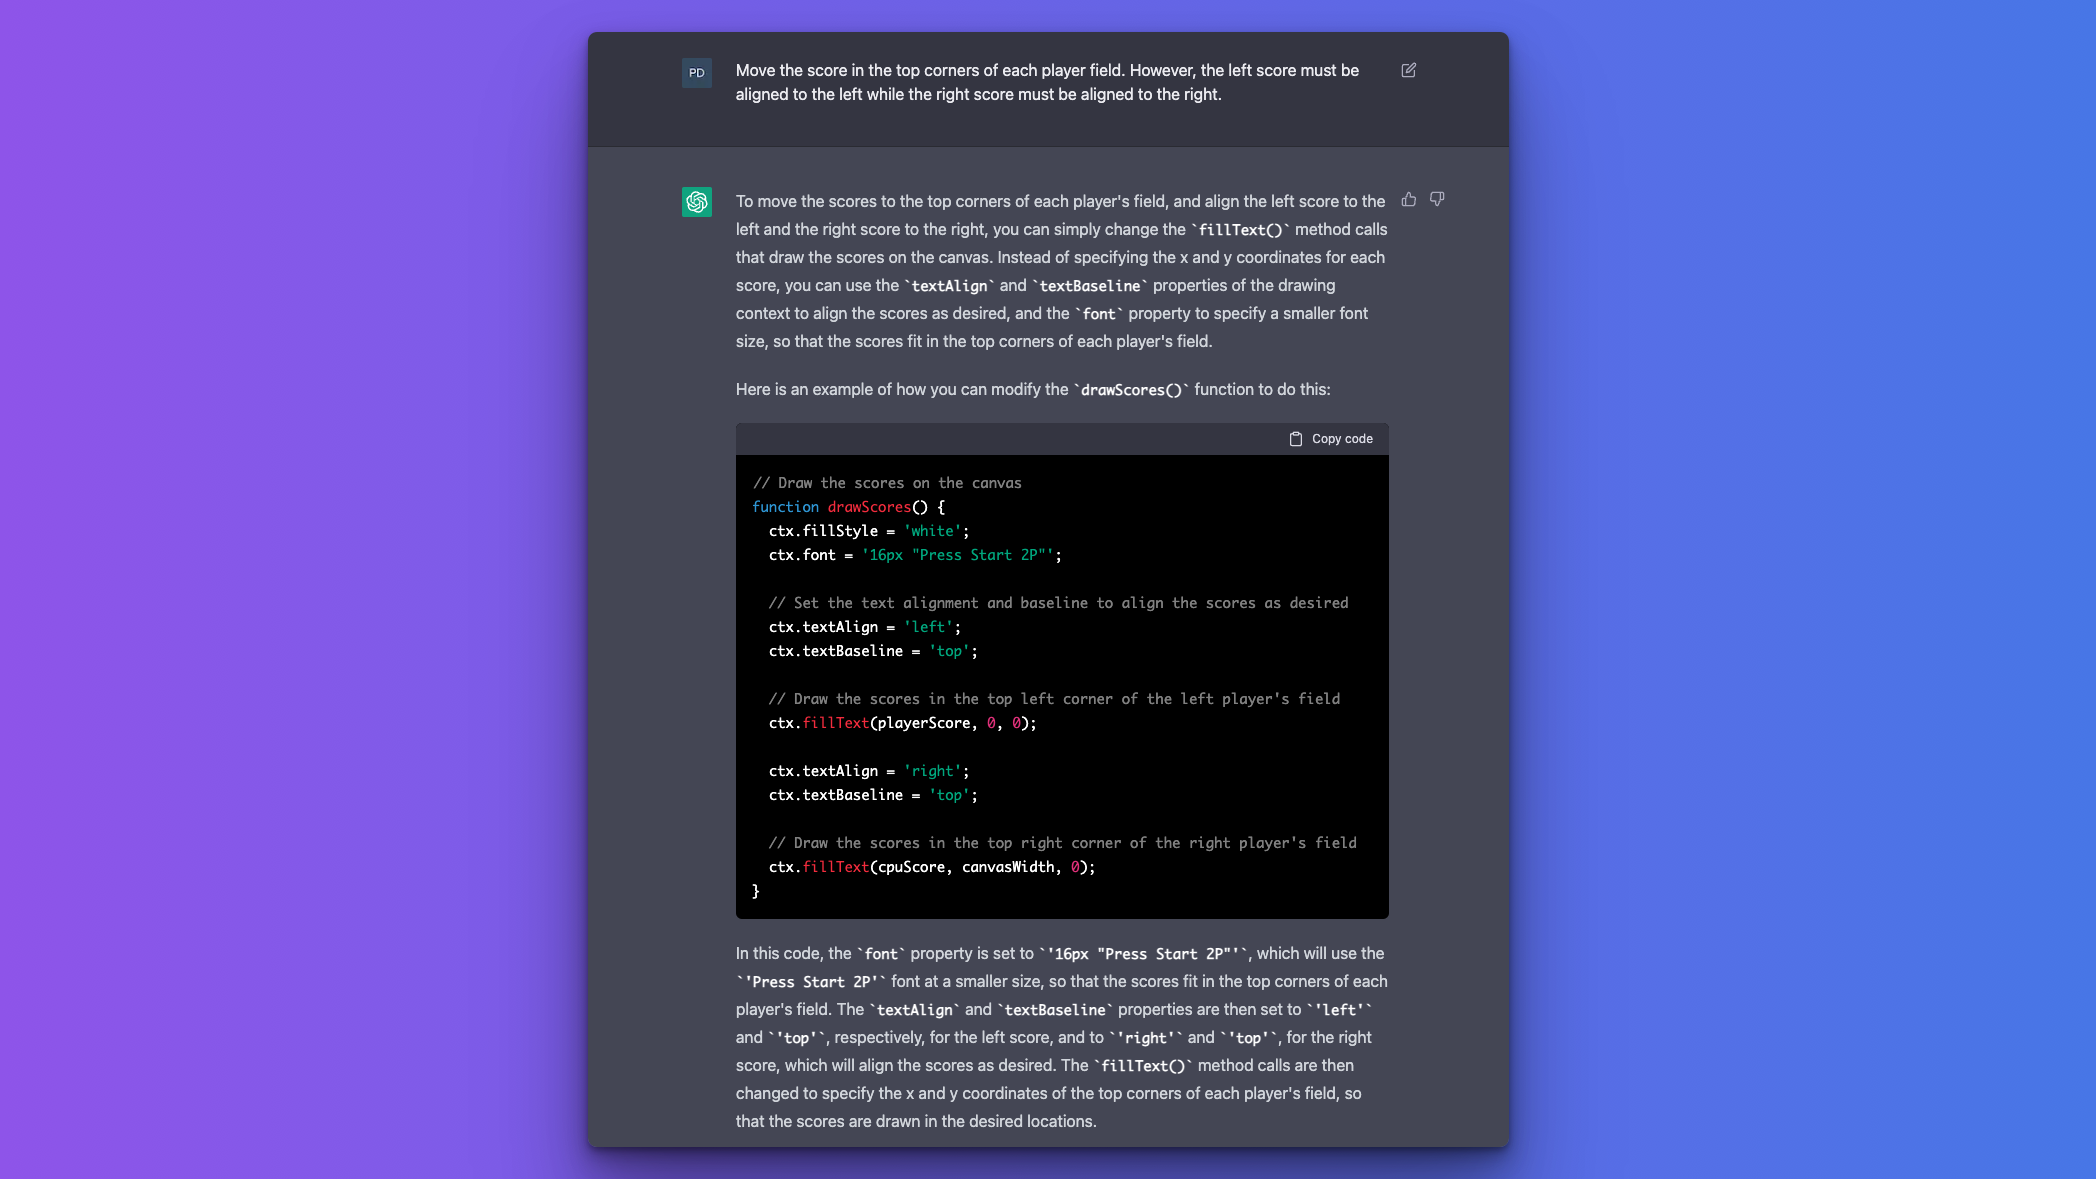 PD
Move the score in the top corners of each player field. However, the left score must be
aligned to the left while the right score must be aligned to the right.
To move the scores to the top corners of each player's field, and align the left score to the
left and the right score to the right, you can simply change the `fillText()` method calls
that draw the scores on the canvas. Instead of specifying the x and y coordinates for each
score, you can use the `textAlign` and `textBaseline` properties of the drawing
context to align the scores as desired, and the `font` property to specify a smaller font
size, so that the scores fit in the top corners of each player's field.
Here is an example of how you can modify the `drawScores()` function to do this:
Copy code
// Draw the scores on the canvas
function drawScores() {
  ctx.fillStyle = 'white';
  ctx.font = '16px "Press Start 2P"';
  // Set the text alignment and baseline to align the scores as desired
  ctx.textAlign = 'left';
  ctx.textBaseline = 'top';
  // Draw the scores in the top left corner of the left player's field
  ctx.fillText(playerScore, 0, 0);
  ctx.textAlign = 'right';
  ctx.textBaseline = 'top';
  // Draw the scores in the top right corner of the right player's field
  ctx.fillText(cpuScore, canvasWidth, 0);
}
In this code, the `font` property is set to `'16px "Press Start 2P"'`, which will use the
`'Press Start 2P'` font at a smaller size, so that the scores fit in the top corners of each
player's field. The `textAlign` and `textBaseline` properties are then set to `'left'`
and `'top'`, respectively, for the left score, and to `'right'` and `'top'`, for the right
score, which will align the scores as desired. The `fillText()` method calls are then
changed to specify the x and y coordinates of the top corners of each player's field, so
that the scores are drawn in the desired locations.